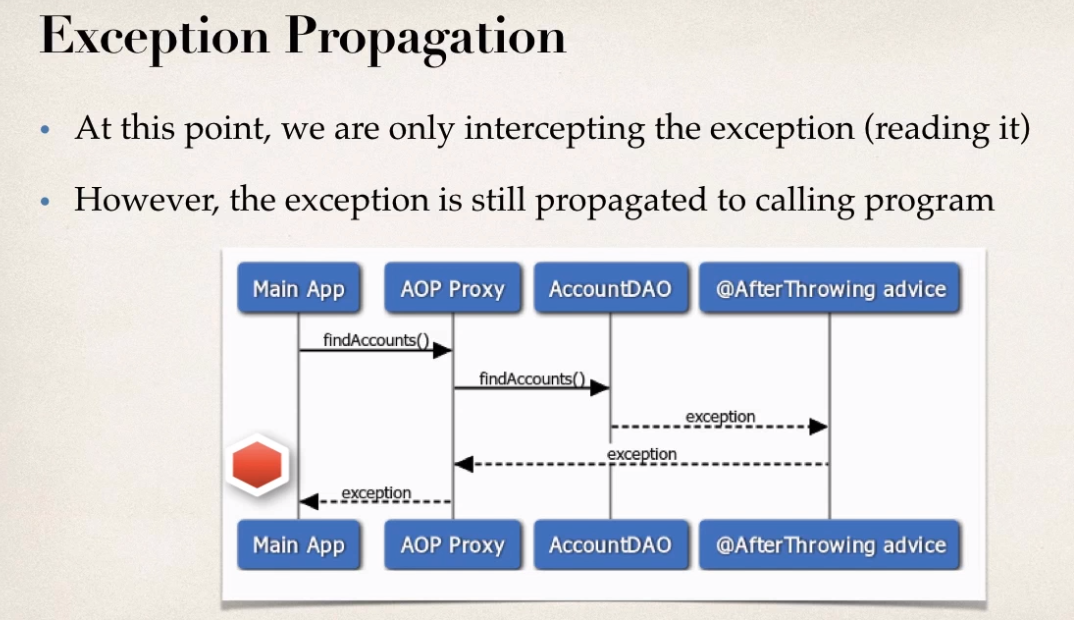 Exception Propagation
• At this point, we are only intercepting the exception (reading it)
• However, the exception is still propagated to calling program
Main App AOP Proxy AccountDAO @AfterThrowing advice
findAccounts()
findAccounts()
exception
exception
exception
Main App AOP Proxy AccountDAO @AfterThrowing advice